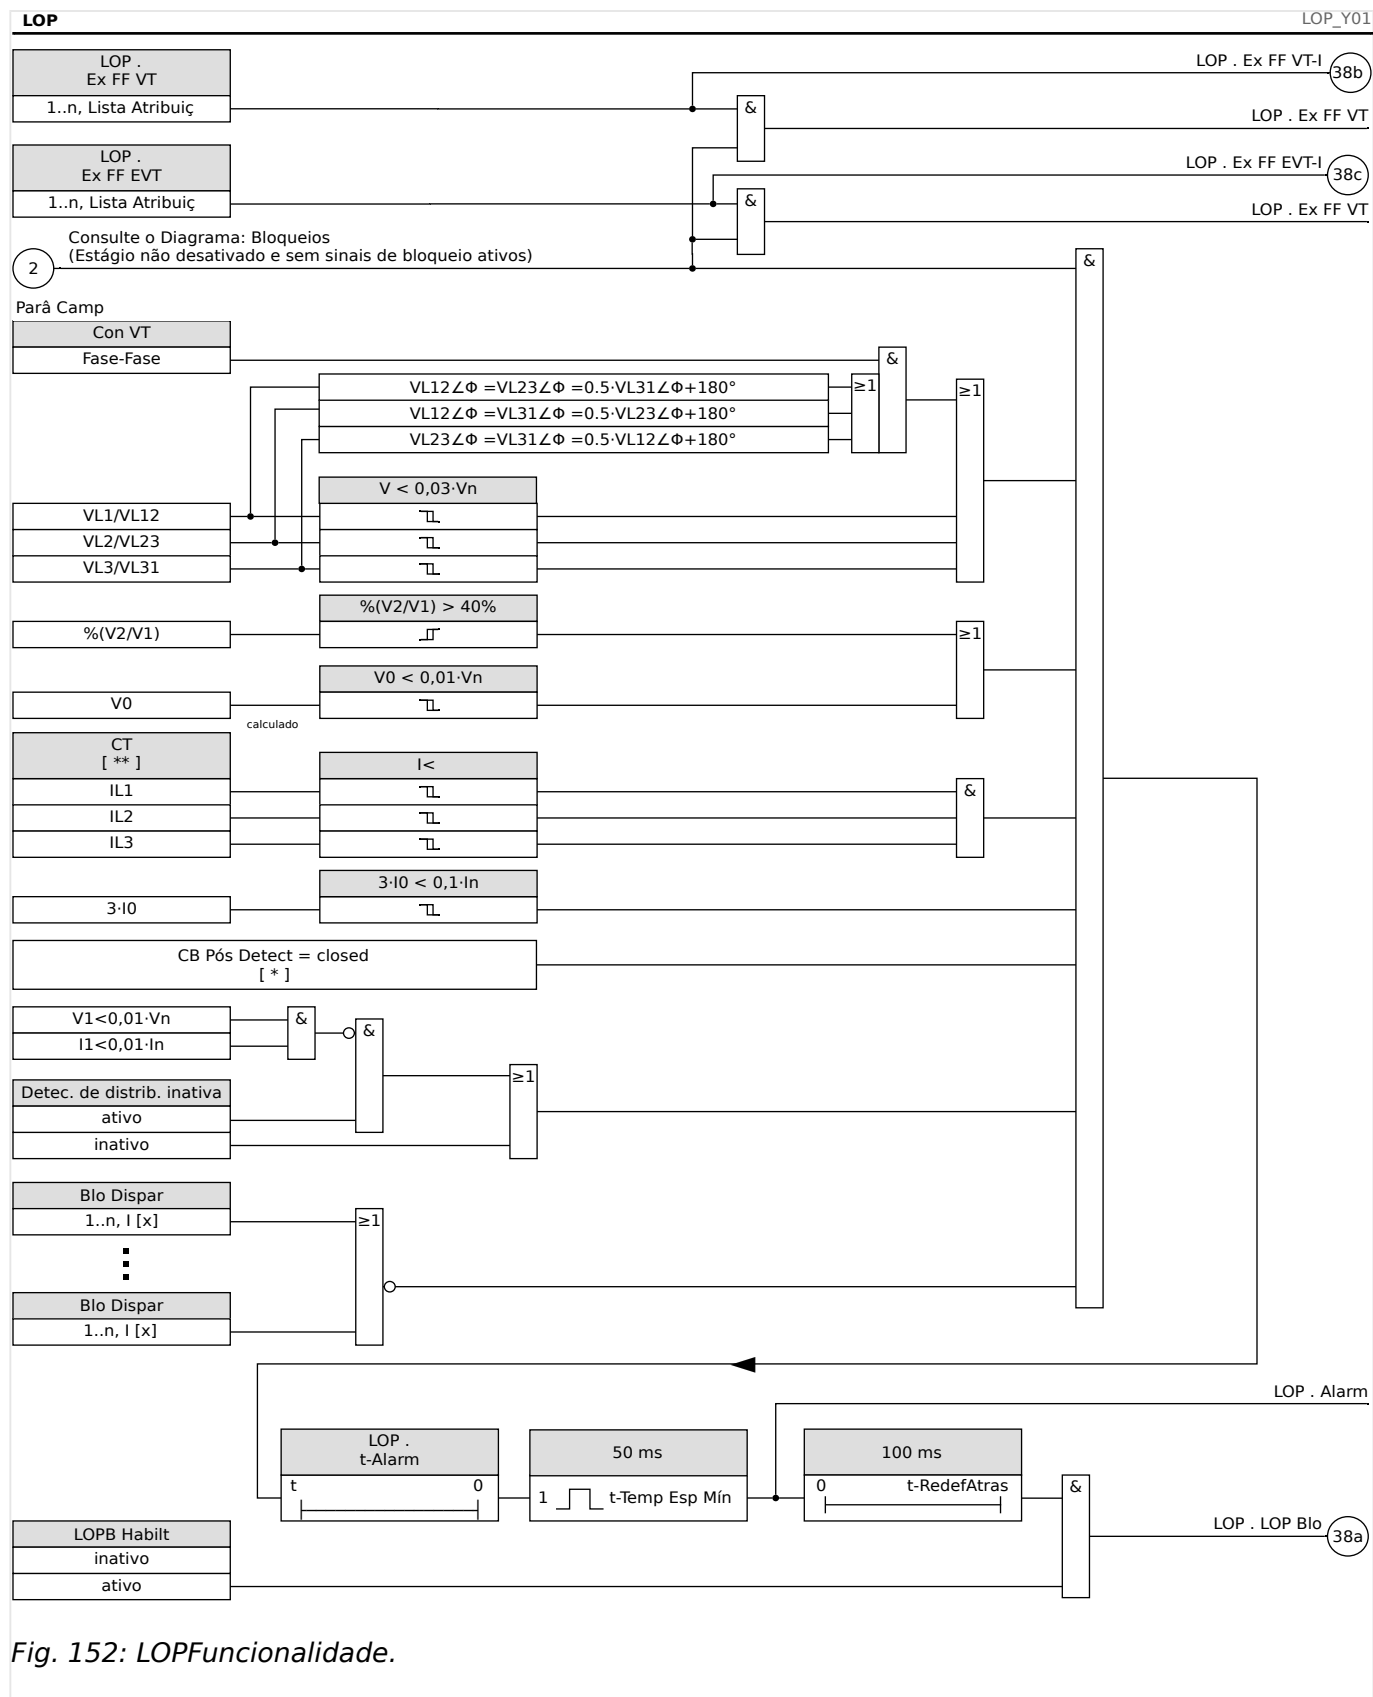 LOP
LOP_Y01
LOP .
Ex FF VT
1..n, Lista Atribuiç
LOP . Ex FF VT-I
38b
&
LOP . Ex FF VT
LOP .
Ex FF EVT
1..n, Lista Atribuiç
LOP . Ex FF EVT-I
38c
&
LOP . Ex FF VT
Consulte o Diagrama: Bloqueios
(Estágio não desativado e sem sinais de bloqueio ativos)
2
&
Parâ Camp
Con VT
Fase-Fase
&
VL12∠Φ =VL23∠Φ =0.5·VL31∠Φ+180°
≥1
≥1
VL12∠Φ =VL31∠Φ =0.5·VL23∠Φ+180°
VL23∠Φ =VL31∠Φ =0.5·VL12∠Φ+180°
V < 0,03·Vn
VL1/VL12
VL2/VL23
VL3/VL31
%(V2/V1) > 40%
%(V2/V1)
≥1
V0 < 0,01·Vn
V0
calculado
CT
[ ** ]
I<
IL1
&
IL2
IL3
3·I0 < 0,1·In
3·I0
CB Pós Detect = closed
[ * ]
V1<0,01·Vn
&
&
I1<0,01·In
≥1
Detec. de distrib. inativa
ativo
inativo
Blo Dispar
1..n, I [x]
≥1
Blo Dispar
1..n, I [x]
LOP . Alarm
LOP .
t-Alarm
50 ms
100 ms
t
0
1
t-Temp Esp Mín
0
t-RedefAtras
&
LOPB Habilt
inativo
ativo
LOP . LOP Blo
38a
Fig. 152: LOPFuncionalidade.